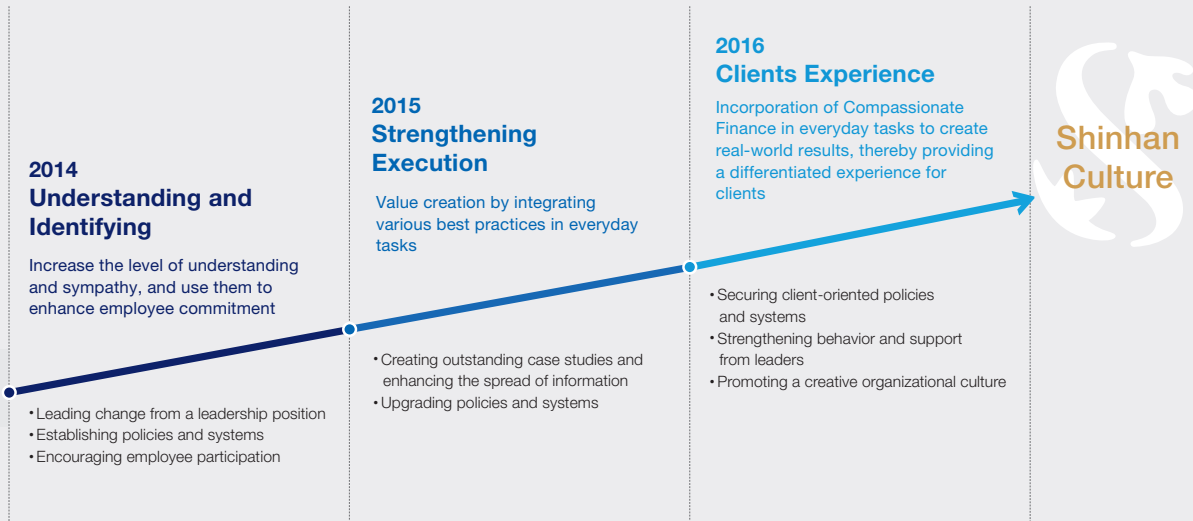 2014
Understanding and
Identifying
Increase the level of understanding
and sympathy, and use them to
enhance employee commitment
• Leading change from a leadership position
• Establishing policies and systems
• Encouraging employee participation
2015
Strengthening
Execution
Value creation by integrating
various best practices in everyday
tasks
• Creating outstanding case studies and
enhancing the spread of information
• Upgrading policies and systems
2016
Clients Experience
Incorporation of Compassionate
Finance in everyday tasks to create
real-world results, thereby providing
a differentiated experience for
clients
• Securing client-oriented policies
and systems
• Strengthening behavior and support
from leaders
• Promoting a creative organizational culture
Shinhan
Culture